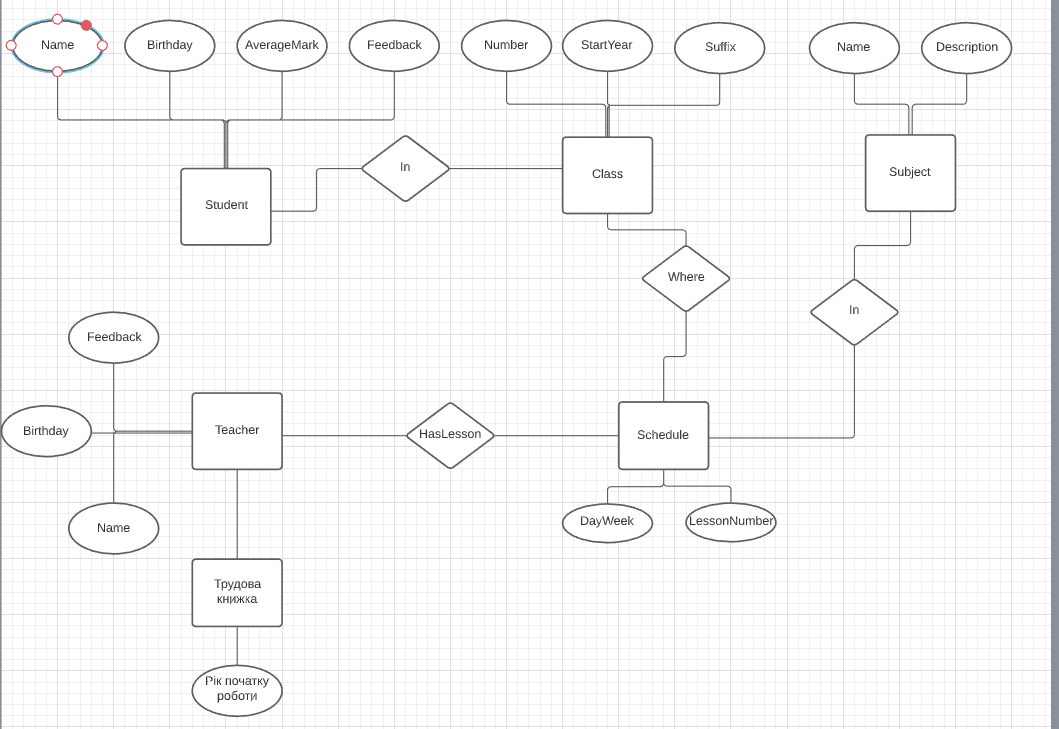 Name
Birthday
AverageMark
Feedback
Number
StartYear
Suffix
Name
Description
In
Class
Subject
Student
Where
In
Feedback
Birthday
Teacher
HasLesson
Schedule
Name
DayWeek
LessonNumber
Трудова
книжка
Рік початку
роботи